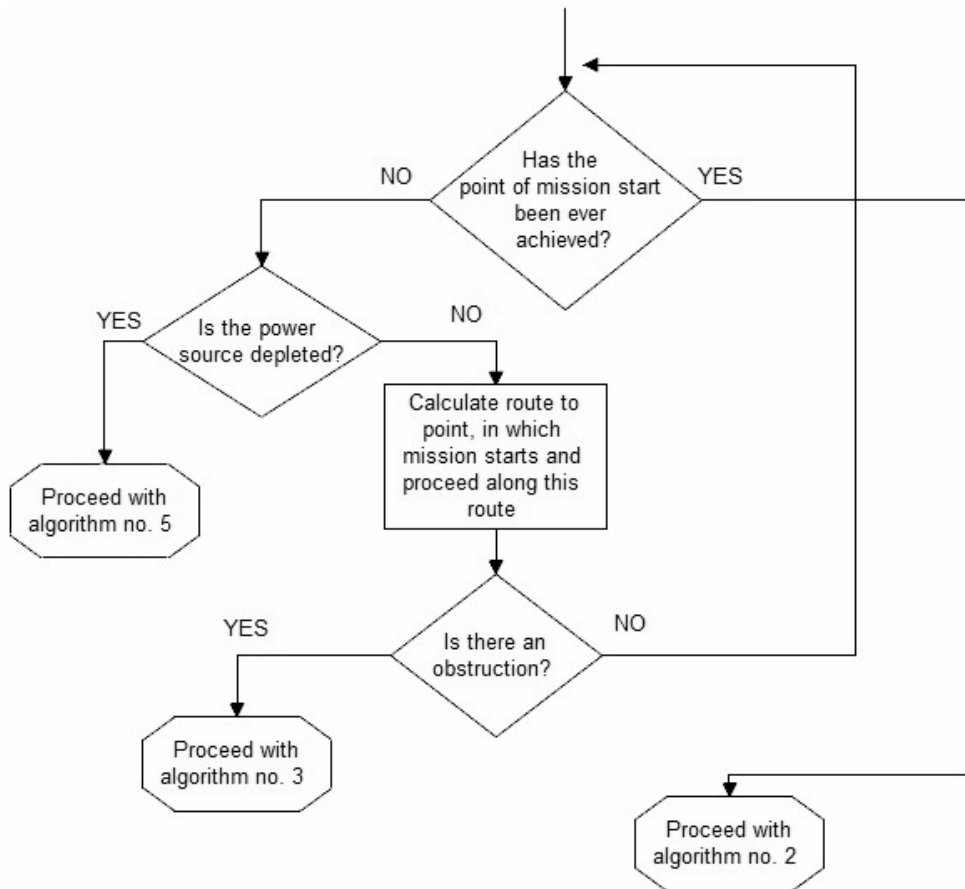 Has the
point of mission start
been ever
achieved?
NO
YES
Is the power
source depleted?
YES
NO
Calculate route to
point, in which
mission starts and
proceed along this
route
Proceed with
algorithm no. 5
Is there an
obstruction?
YES
NO
Proceed with
algorithm no. 3
Proceed with
algorithm no. 2